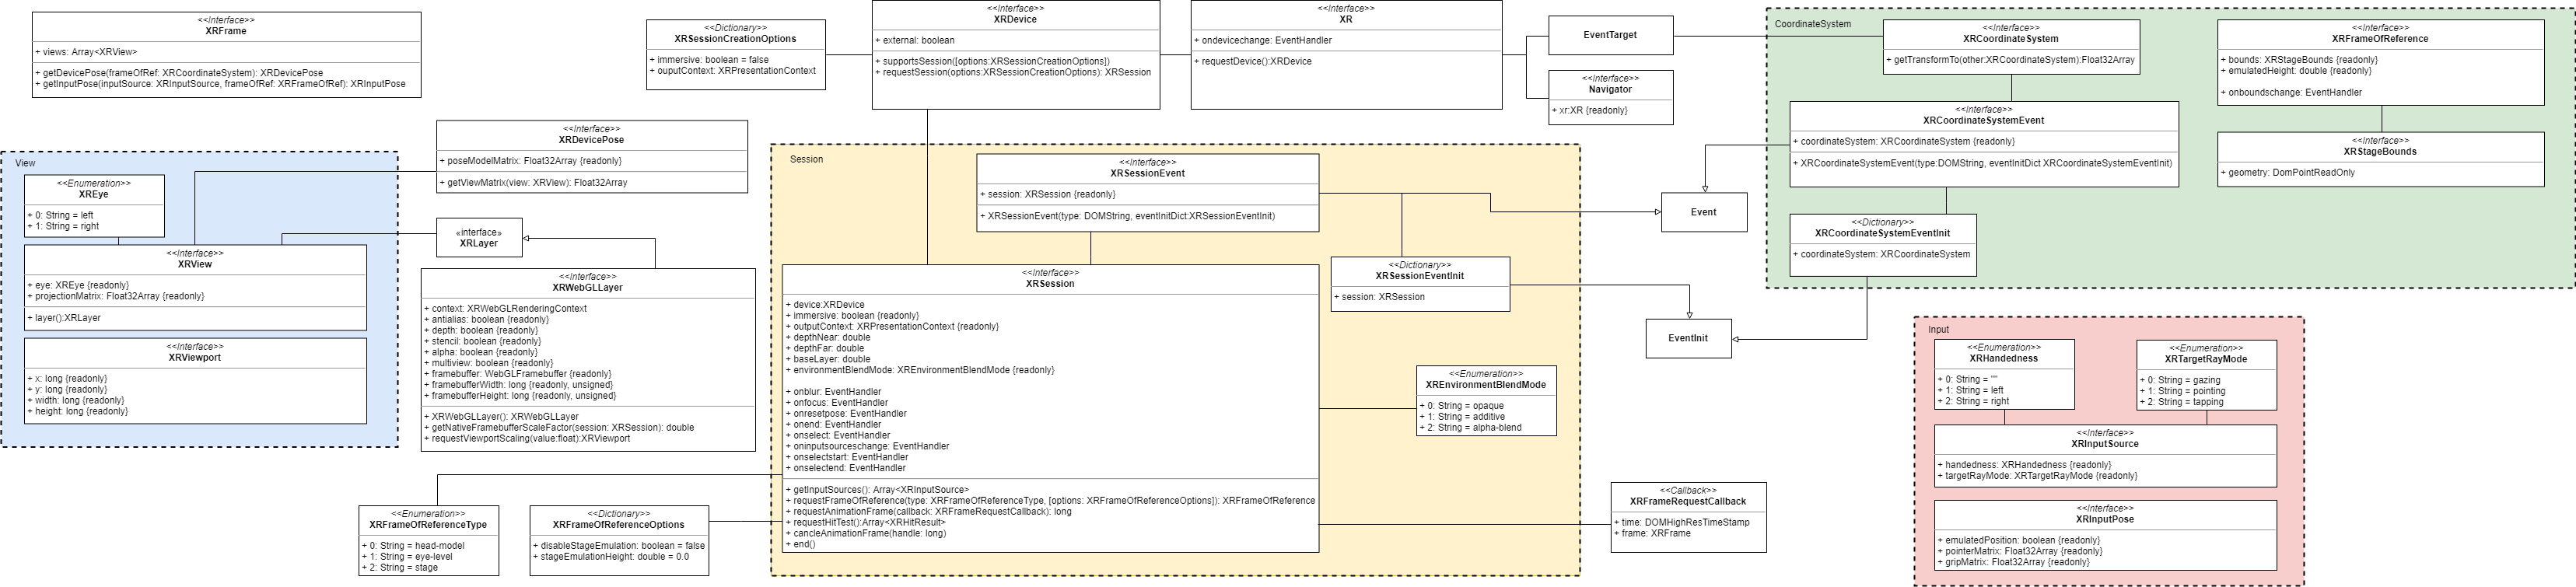 <<Interface>>
XRFrame
+ views: Array<XRView>
+ getDevicePose(frameOfRef: XRCoordinateSystem): XRDevicePose
+ getInputPose(inputSource: XRInputSource, frameOfRef: XRFrameOfRef): XRInputPose
<<Dictionary>>
XRSessionCreationOptions
+ immersive: boolean = false
+ ouputContext: XRPresentationContext
<<Interface>>
XRDevice
+ external: boolean
+ supportsSession([options:XRSessionCreationOptions])
+ requestSession(options:XRSessionCreationOptions): XRSession
<<Interface>>
XR
+ ondevicechange: EventHandler
+ requestDevice():XRDevice
EventTarget
<<Interface>>
Navigator
+ xr:XR {readonly}
CoordinateSystem
<<Interface>>
XRCoordinateSystem
+ getTransformTo(other:XRCoordinateSystem):Float32Array
<<Interface>>
XRFrameOfReference
+ bounds: XRStageBounds {readonly}
+ emulatedHeight: double {readonly}
+ onboundschange: EventHandler
<<Interface>>
XRCoordinateSystemEvent
+ coordinateSystem: XRCoordinateSystem {readonly}
+ XRCoordinateSystemEvent(type:DOMString, eventInitDict XRCoordinateSystemEventInit)
<<Interface>>
XRStageBounds
+ geometry: DomPointReadOnly
<<Dictionary>>
XRCoordinateSystemEventInit
+ coordinateSystem: XRCoordinateSystem
View
<<Enumeration>>
XREye
+ 0: String = left
+ 1: String = right
<<Interface>>
XRView
+ eye: XREye {readonly}
+ projectionMatrix: Float32Array {readonly}
+ layer():XRLayer
<<Interface>>
XRViewport
+ x: long {readonly}
+ y: long {readonly}
+ width: long {readonly}
+ height: long {readonly}
<<Interface>>
XRDevicePose
+ poseModelMatrix: Float32Array {readonly}
+ getViewMatrix(view: XRView): Float32Array
«interface»
XRLayer
<<Interface>>
XRWebGLLayer
+ context: XRWebGLRenderingContext
+ antialias: boolean {readonly}
+ depth: boolean {readonly}
+ stencil: boolean {readonly}
+ alpha: boolean {readonly}
+ multiview: boolean {readonly}
+ framebuffer: WebGLFramebuffer {readonly}
+ framebufferWidth: long {readonly, unsigned}
+ framebufferHeight: long {readonly, unsigned}
+ XRWebGLLayer(): XRWebGLLayer
+ getNativeFramebufferScaleFactor(session: XRSession): double
+ requestViewportScaling(value:float):XRViewport
Session
<<Interface>>
XRSessionEvent
+ session: XRSession {readonly}
+ XRSessionEvent(type: DOMString, eventInitDict:XRSessionEventInit)
<<Interface>>
XRSession
+ device:XRDevice
+ immersive: boolean {readonly}
+ outputContext: XRPresentationContext {readonly}
+ depthNear: double
+ depthFar: double
+ baseLayer: double
+ environmentBlendMode: XREnvironmentBlendMode {readonly}
+ onblur: EventHandler
+ onfocus: EventHandler
+ onresetpose: EventHandler
+ onend: EventHandler
+ onselect: EventHandler
+ oninputsourceschange: EventHandler
+ onselectstart: EventHandler
+ onselectend: EventHandler
+ getInputSources(): Array<XRInputSource>
+ requestFrameOfReference(type: XRFrameOfReferenceType, [options: XRFrameOfReferenceOptions]): XRFrameOfReference
+ requestAnimationFrame(callback: XRFrameRequestCallback): long
+ requestHitTest():Array<XRHitResult>
+ cancleAnimationFrame(handle: long)
+ end()
<<Dictionary>>
XRSessionEventInit
+ session: XRSession
<<Enumeration>>
XREnvironmentBlendMode
+ 0: String = opaque
+ 1: String = additive
+ 2: String = alpha-blend
Event
EventInit
<<Enumeration>>
XRFrameOfReferenceType
+ 0: String = head-model
+ 1: String = eye-level
+ 2: String = stage
<<Dictionary>>
XRFrameOfReferenceOptions
+ disableStageEmulation: boolean = false
+ stageEmulationHeight: double = 0.0
<<Callback>>
XRFrameRequestCallback
+ time: DOMHighResTimeStamp
+ frame: XRFrame
Input
<<Enumeration>>
XRHandedness
+ 0: String = ""
+ 1: String = left
+ 2: String = right
<<Enumeration>>
XRTargetRayMode
+ 0: String = gazing
+ 1: String = pointing
+ 2: String = tapping
<<Interface>>
XRInputSource
+ handedness: XRHandedness {readonly}
+ targetRayMode: XRTargetRayMode {readonly}
<<Interface>>
XRInputPose
+ emulatedPosition: boolean {readonly}
+ pointerMatrix: Float32Array {readonly}
+ gripMatrix: Float32Array {readonly}